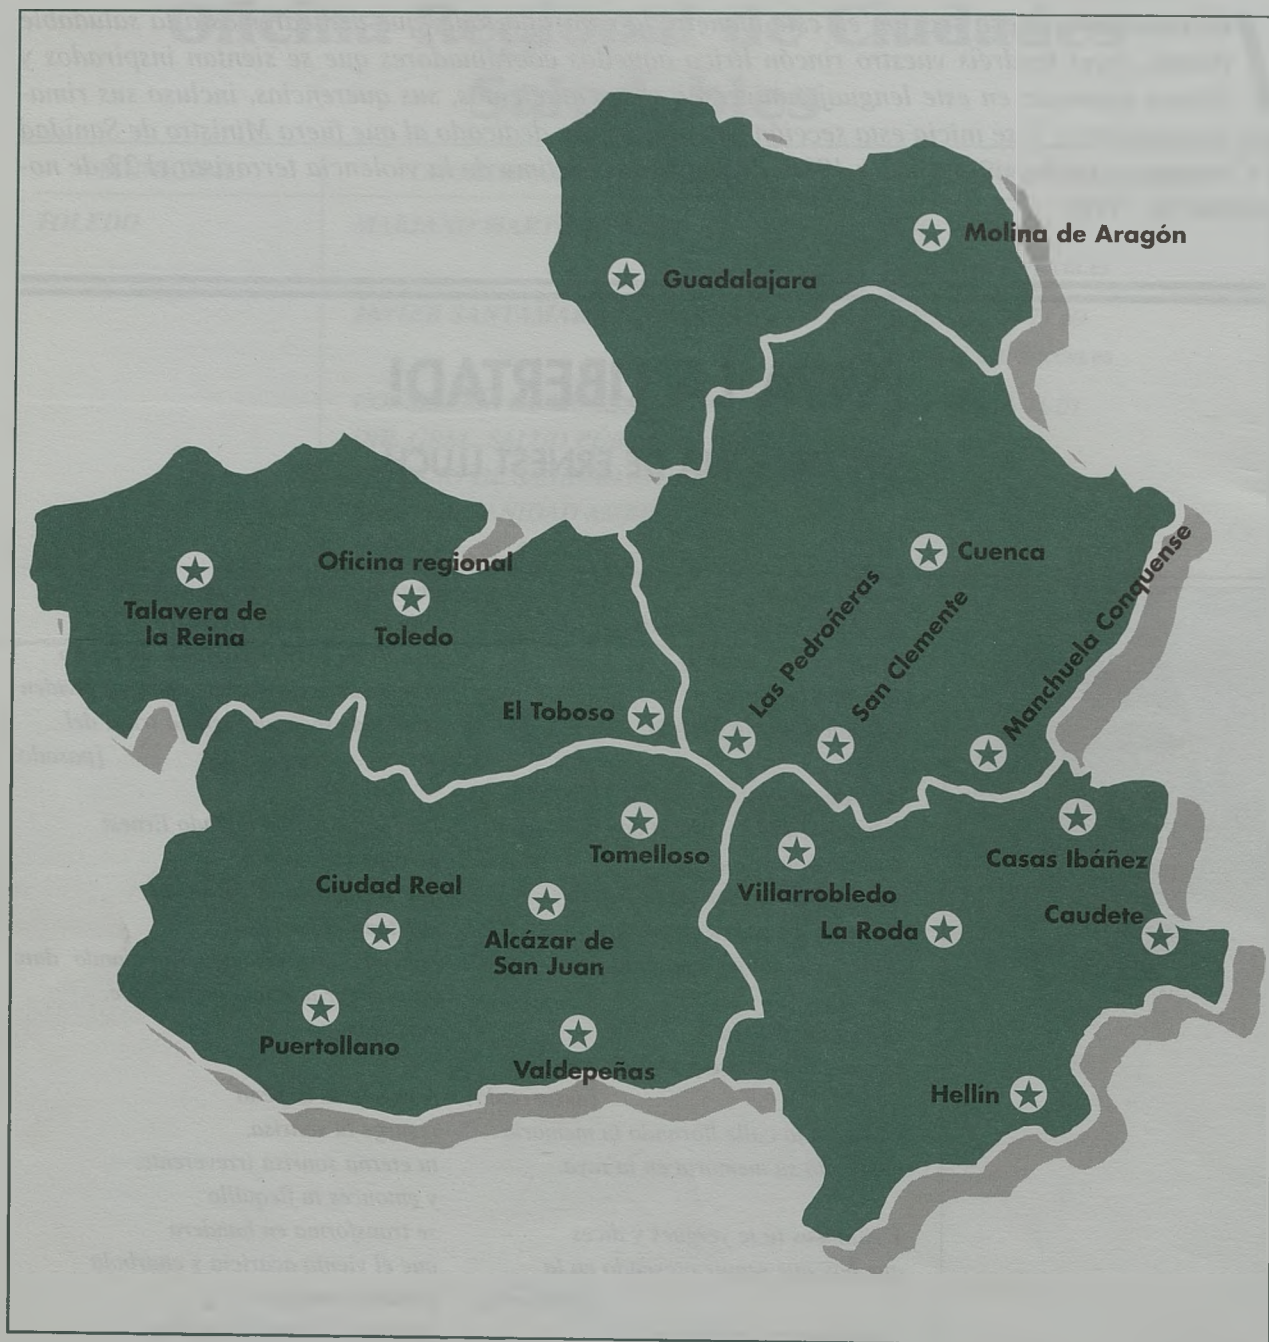 Molina de Aragón
Guadalajara
Cuenca
Oficina regional
Talavera de
la Reina
Toledo
Las Pedroñeras
San Clemente
Manchuela Conquense
El Toboso
Tomelloso
Casas Ibáñez
Villarrobledo
Ciudad Real
Caudete
La Roda
Alcázar de
San Juan
Puertollano
Valdepeñas
Hellín